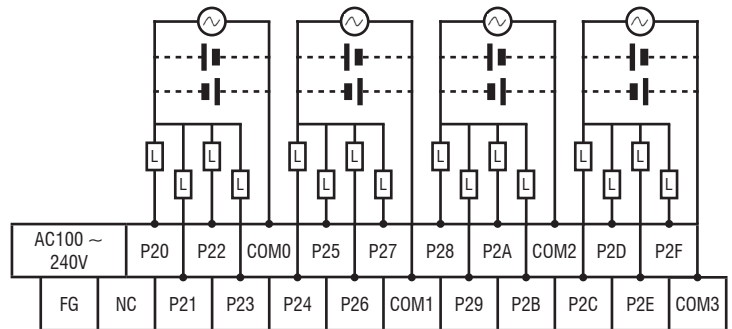 L L L L L L L L
L L L L L L L L
AC100 ~ 240V P20 P22 COM0 P25 P27 P28 P2A COM2 P2D P2F
FG NC P21 P23 P24 P26 COM1 P29 P2B P2C P2E COM3